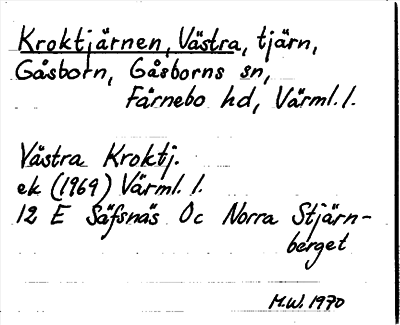 Kroktjärnen, Västra, tjärn,
Gåsborn, Gåsborns sn,
Färnebo hd, Värml. l.
Västra Kroktj.
ek (1969) Värml. l.
12 E Säfsnäs Oc Norra Stjärn-
berget
M.W. 1970